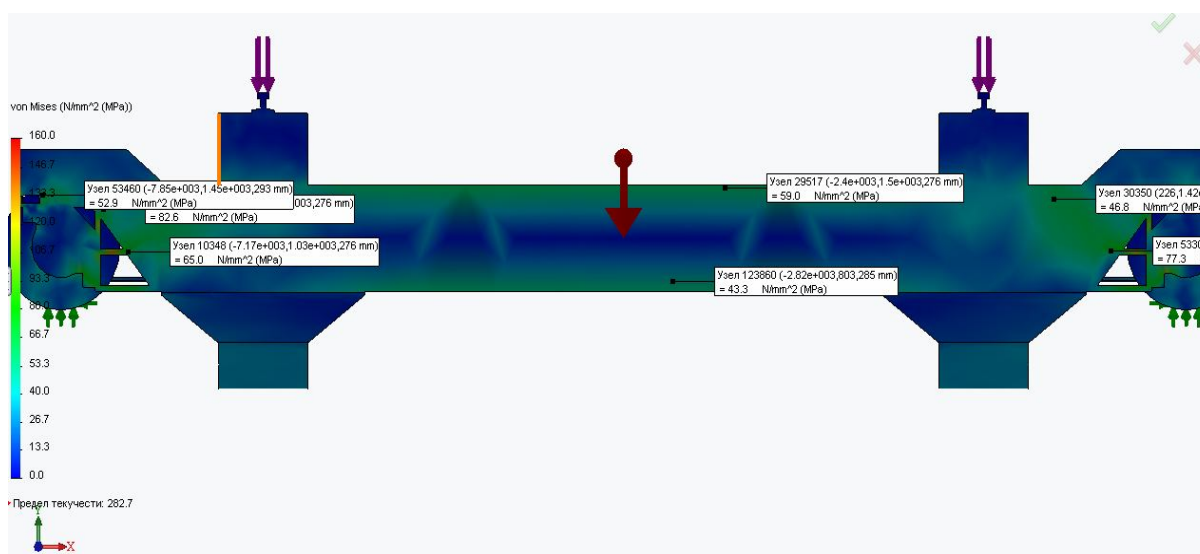 von Mises (N/mm^2 (MPa))
160.0
146.7
120.0
93.3
66.7
53.3
40.0
26.7
13.3
0.0
Предел текучести: 282.7
Узел 53460 (-7.85e+003,1.45e+003,293 mm)
= 52.9 N/mm^2 (MPa)
003,276 mm)
= 82.6 N/mm^2 (MPa)
Узел 10348 (-7.17e+003,1.03e+003,276 mm)
= 65.0 N/mm^2 (MPa)
Узел 29517 (-2.4e+003,1.5e+003,276 mm)
= 59.0 N/mm^2 (MPa)
Узел 123860 (-2.82e+003,803,285 mm)
= 43.3 N/mm^2 (MPa)
Узел 30350 (226,1.42e
= 46.8 N/mm^2 (MPa)
Узел 5330
= 77.3
Y
X